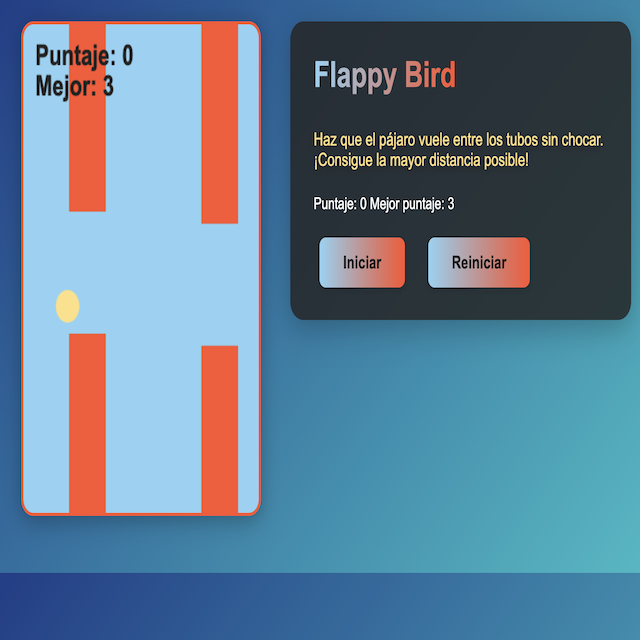 Puntaje: 0
Mejor: 3
Flappy Bird
Haz que el pájaro vuele entre los tubos sin chocar.
¡Consigue la mayor distancia posible!
Puntaje: 0 Mejor puntaje: 3
Iniciar
Reiniciar